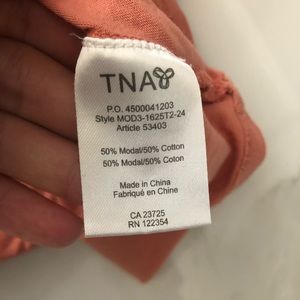 TNA
P.O. 4500041203
Style MOD3-1625T2-24
Article 53403
50% Modal/50% Cotton
50% Modal/50% Coton
Made in China
Fabriqué en Chine
CA 23725
RN 122354